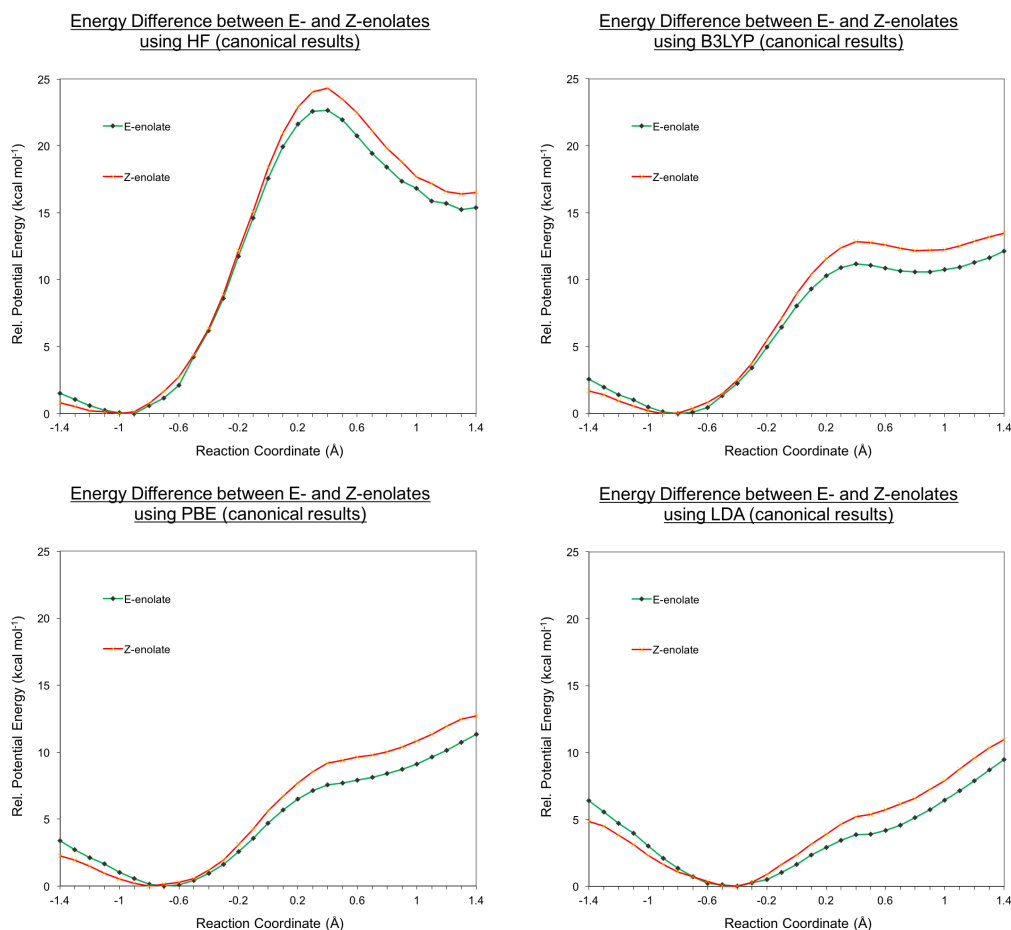 Energy Difference between E- and Z-enolates
using HF (canonical results)
Rel. Potential Energy (kcal mol-1)
25
20
15
10
5
0
E-enolate
Z-enolate
-1.4
-1
-0.6
-0.2
0.2
0.6
1
1.4
Reaction Coordinate (Å)
Energy Difference between E- and Z-enolates
using B3LYP (canonical results)
Rel. Potential Energy (kcal mol-1)
25
20
15
10
5
0
E-enolate
Z-enolate
-1.4
-1
-0.6
-0.2
0.2
0.6
1
1.4
Reaction Coordinate (Å)
Energy Difference between E- and Z-enolates
using PBE (canonical results)
Rel. Potential Energy (kcal mol-1)
25
20
15
10
5
0
E-enolate
Z-enolate
-1.4
-1
-0.6
-0.2
0.2
0.6
1
1.4
Reaction Coordinate (Å)
Energy Difference between E- and Z-enolates
using LDA (canonical results)
Rel. Potential Energy (kcal mol-1)
25
20
15
10
5
0
E-enolate
Z-enolate
-1.4
-1
-0.6
-0.2
0.2
0.6
1
1.4
Reaction Coordinate (Å)